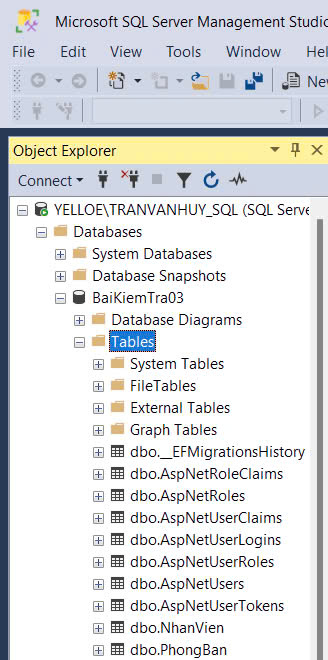 Microsoft SQL Server Management Studio
File Edit View Tools Window Hel
New
Object Explorer
Connect
YELLOE\TRANVANHUY_SQL (SQL Serve
Databases
System Databases
Database Snapshots
BaiKiemTra03
Database Diagrams
Tables
System Tables
FileTables
External Tables
Graph Tables
dbo.__EFMigrationsHistory
dbo.AspNetRoleClaims
dbo.AspNetRoles
dbo.AspNetUserClaims
dbo.AspNetUserLogins
dbo.AspNetUserRoles
dbo.AspNetUsers
dbo.AspNetUserTokens
dbo.NhanVien
dbo.PhongBan